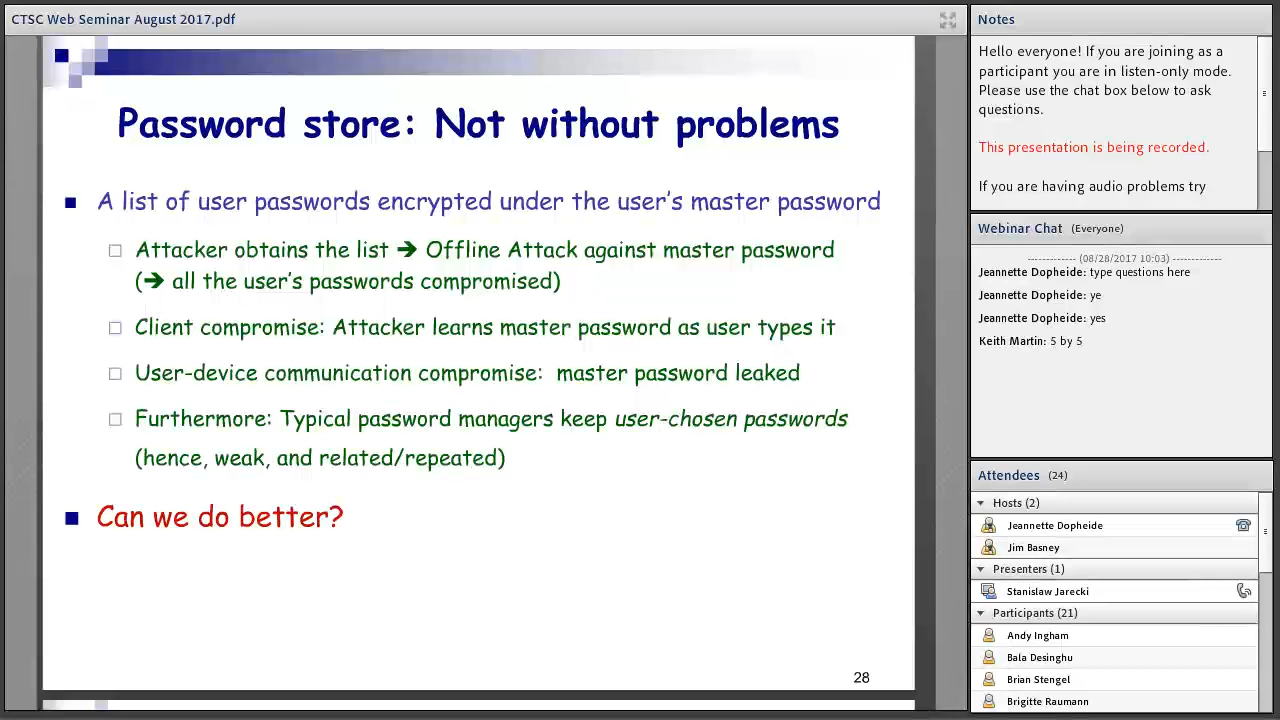 CTSC Web Seminar August 2017.pdf
Password store: Not without problems
A list of user passwords encrypted under the user's master password
Attacker obtains the list ➔ Offline Attack against master password
(➔ all the user's passwords compromised)
Client compromise: Attacker learns master password as user types it
User-device communication compromise: master password leaked
Furthermore: Typical password managers keep user-chosen passwords
(hence, weak, and related/repeated)
Can we do better?
28
Notes
Hello everyone! If you are joining as a
participant you are in listen-only mode.
Please use the chat box below to ask
questions.
This presentation is being recorded.
If you are having audio problems try
Webinar Chat (Everyone)
------------- (08/28/2017 10:03) -------------
Jeannette Dopheide: type questions here
Jeannette Dopheide: ye
Jeannette Dopheide: yes
Keith Martin: 5 by 5
Attendees (24)
Hosts (2)
Jeannette Dopheide
Jim Basney
Presenters (1)
Stanislaw Jarecki
Participants (21)
Andy Ingham
Bala Desinghu
Brian Stengel
Brigitte Raumann